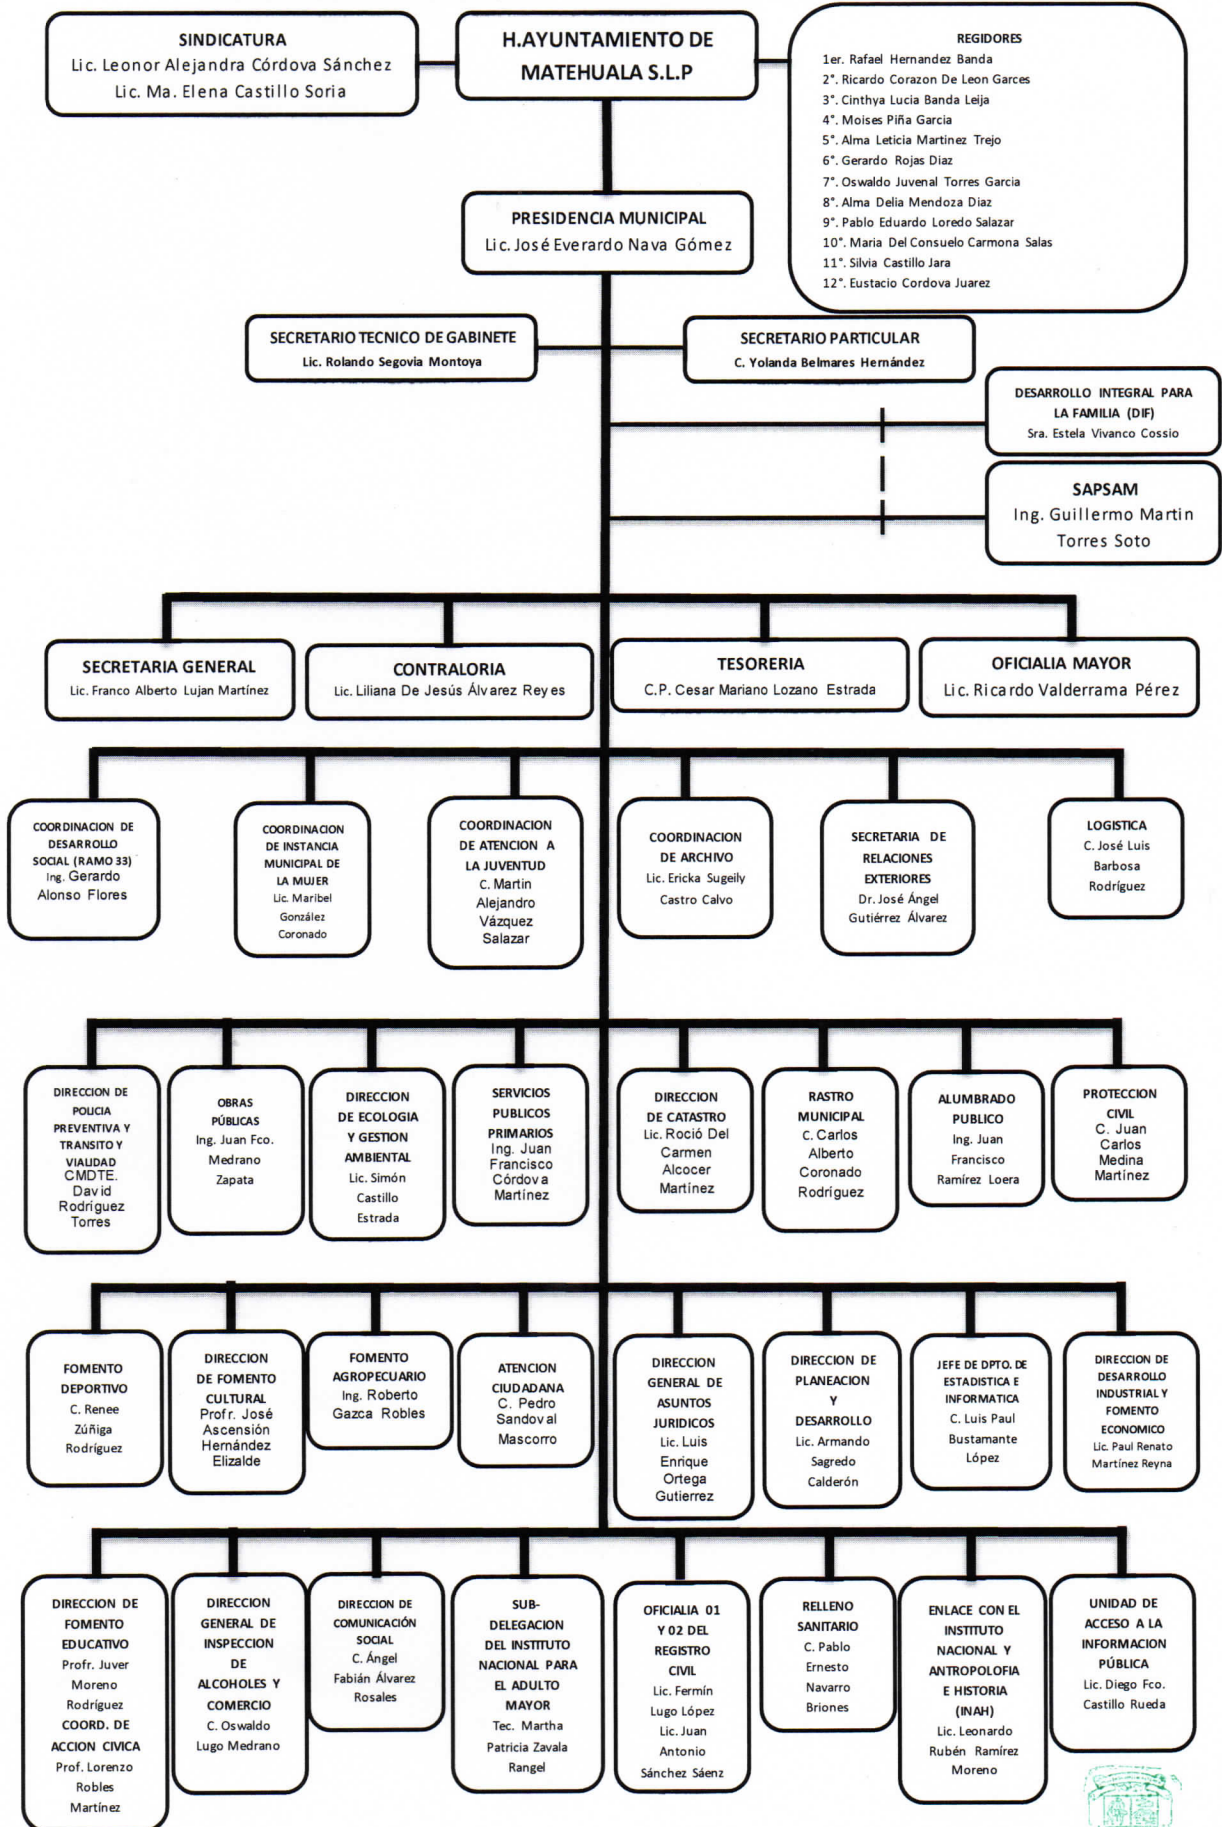 SINDICATURA
Lic. Leonor Alejandra Córdova Sánchez
Lic. Ma. Elena Castillo Soria
H.AYUNTAMIENTO DE
MATEHUALA S.L.P
REGIDORES
1er. Rafael Hernandez Banda
2°. Ricardo Corazon De Leon Garces
3°. Cinthya Lucia Banda Leija
4°. Moises Piña Garcia
5°. Alma Leticia Martinez Trejo
6°. Gerardo Rojas Diaz
7°. Oswaldo Juvenal Torres Garcia
8°. Alma Delia Mendoza Diaz
9°. Pablo Eduardo Loredo Salazar
10°. Maria Del Consuelo Carmona Salas
11°. Silvia Castillo Jara
12°. Eustacio Cordova Juarez
PRESIDENCIA MUNICIPAL
Lic. José Everardo Nava Gómez
SECRETARIO TECNICO DE GABINETE
Lic. Rolando Segovia Montoya
SECRETARIO PARTICULAR
C. Yolanda Belmares Hernández
DESARROLLO INTEGRAL PARA
LA FAMILIA (DIF)
Sra. Estela Vivanco Cossio
SAPSAM
Ing. Guillermo Martin
Torres Soto
SECRETARIA GENERAL
Lic. Franco Alberto Lujan Martínez
CONTRALORIA
Lic. Liliana De Jesús Álvarez Reyes
TESORERIA
C.P. Cesar Mariano Lozano Estrada
OFICIALIA MAYOR
Lic. Ricardo Valderrama Pérez
COORDINACION DE
DESARROLLO
SOCIAL (RAMO 33)
Ing. Gerardo
Alonso Flores
COORDINACION
DE INSTANCIA
MUNICIPAL DE
LA MUJER
Lic. Maribel
González
Coronado
COORDINACION
DE ATENCION A
LA JUVENTUD
C. Martin
Alejandro
Vázquez
Salazar
COORDINACION
DE ARCHIVO
Lic. Ericka Sugeily
Castro Calvo
SECRETARIA DE
RELACIONES
EXTERIORES
Dr. José Ángel
Gutiérrez Álvarez
LOGISTICA
C. José Luis
Barbosa
Rodríguez
DIRECCION DE
POLICIA
PREVENTIVA Y
TRANSITO Y
VIALIDAD
CMDTE.
David
Rodríguez
Torres
OBRAS
PÚBLICAS
Ing. Juan Fco.
Medrano
Zapata
DIRECCION
DE ECOLOGIA
Y GESTION
AMBIENTAL
Lic. Simón
Castillo
Estrada
SERVICIOS
PUBLICOS
PRIMARIOS
Ing. Juan
Francisco
Córdova
Martínez
DIRECCION
DE CATASTRO
Lic. Roció Del
Carmen
Alcocer
Martínez
RASTRO
MUNICIPAL
C. Carlos
Alberto
Coronado
Rodríguez
ALUMBRADO
PUBLICO
Ing. Juan
Francisco
Ramírez Loera
PROTECCION
CIVIL
C. Juan
Carlos
Medina
Martínez
FOMENTO
DEPORTIVO
C. Renee
Zúñiga
Rodríguez
DIRECCION
DE FOMENTO
CULTURAL
Profr. José
Ascensión
Hernández
Elizalde
FOMENTO
AGROPECUARIO
Ing. Roberto
Gazca Robles
ATENCION
CIUDADANA
C. Pedro
Sandoval
Mascorro
DIRECCION
GENERAL DE
ASUNTOS
JURIDICOS
Lic. Luis
Enrique
Ortega
Gutierrez
DIRECCION DE
PLANEACION
Y
DESARROLLO
Lic. Armando
Sagredo
Calderón
JEFE DE DPTO. DE
ESTADISTICA E
INFORMATICA
C. Luis Paul
Bustamante
López
DIRECCION DE
DESARROLLO
INDUSTRIAL Y
FOMENTO
ECONOMICO
Lic. Paul Renato
Martínez Reyna
DIRECCION DE
FOMENTO
EDUCATIVO
Profr. Juver
Moreno
Rodríguez
COORD. DE
ACCION CIVICA
Prof. Lorenzo
Robles
Martínez
DIRECCION
GENERAL DE
INSPECCION
DE
ALCOHOLES Y
COMERCIO
C. Oswaldo
Lugo Medrano
DIRECCION DE
COMUNICACIÓN
SOCIAL
C. Ángel
Fabián Álvarez
Rosales
SUB-
DELEGACION
DEL INSTITUTO
NACIONAL PARA
EL ADULTO
MAYOR
Tec. Martha
Patricia Zavala
Rangel
OFICIALIA 01
Y 02 DEL
REGISTRO
CIVIL
Lic. Fermín
Lugo López
Lic. Juan
Antonio
Sánchez Sáenz
RELLENO
SANITARIO
C. Pablo
Ernesto
Navarro
Briones
ENLACE CON EL
INSTITUTO
NACIONAL Y
ANTROPOLOFIA
E HISTORIA
(INAH)
Lic. Leonardo
Rubén Ramírez
Moreno
UNIDAD DE
ACCESO A LA
INFORMACION
PÚBLICA
Lic. Diego Fco.
Castillo Rueda